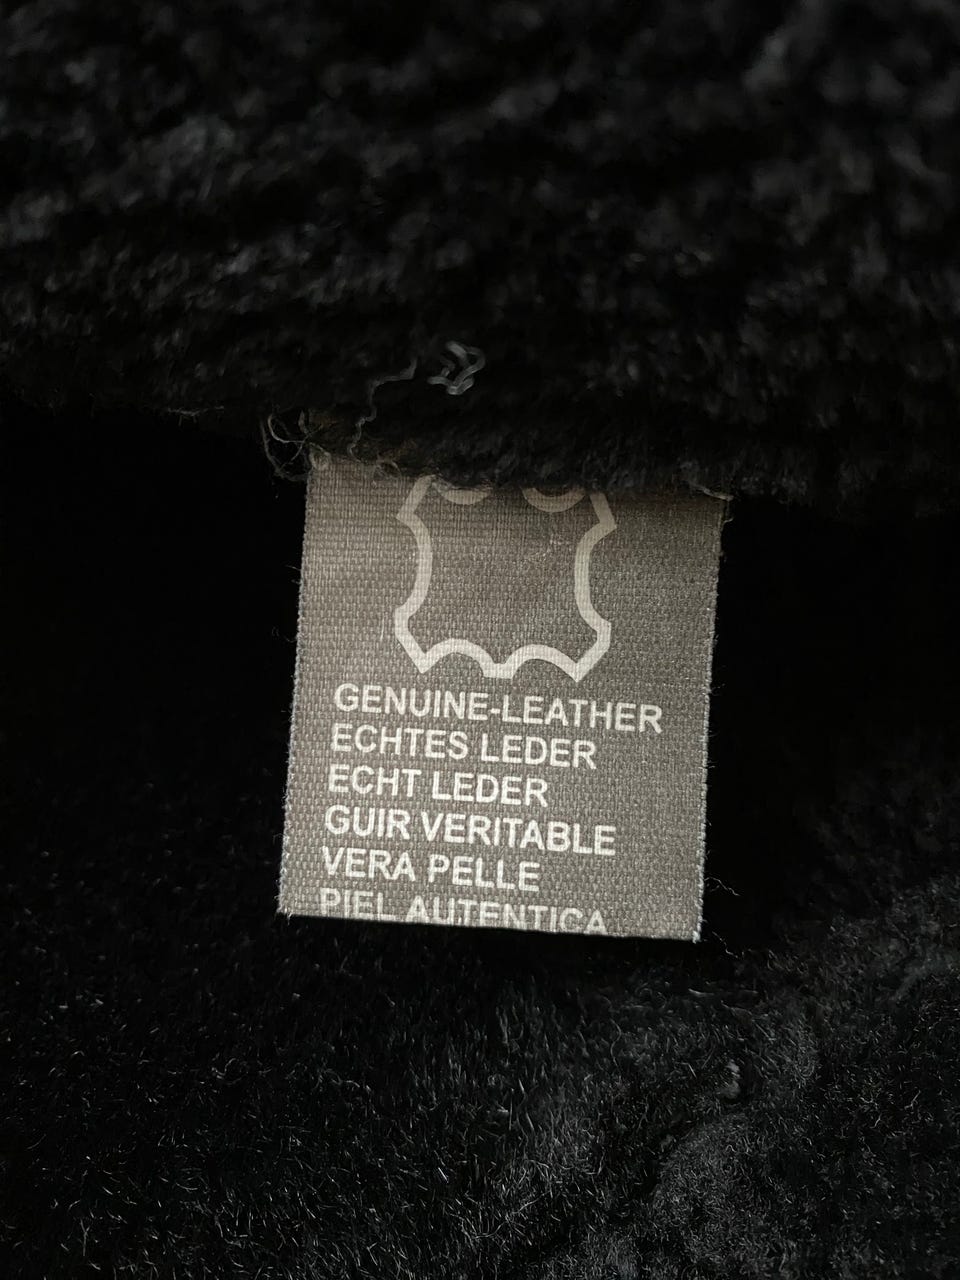 GENUINE-LEATHER
ECHTES LEDER
ECHT LEDER
GUIR VERITABLE
VERA PELLE
PIEL AUTENTICA